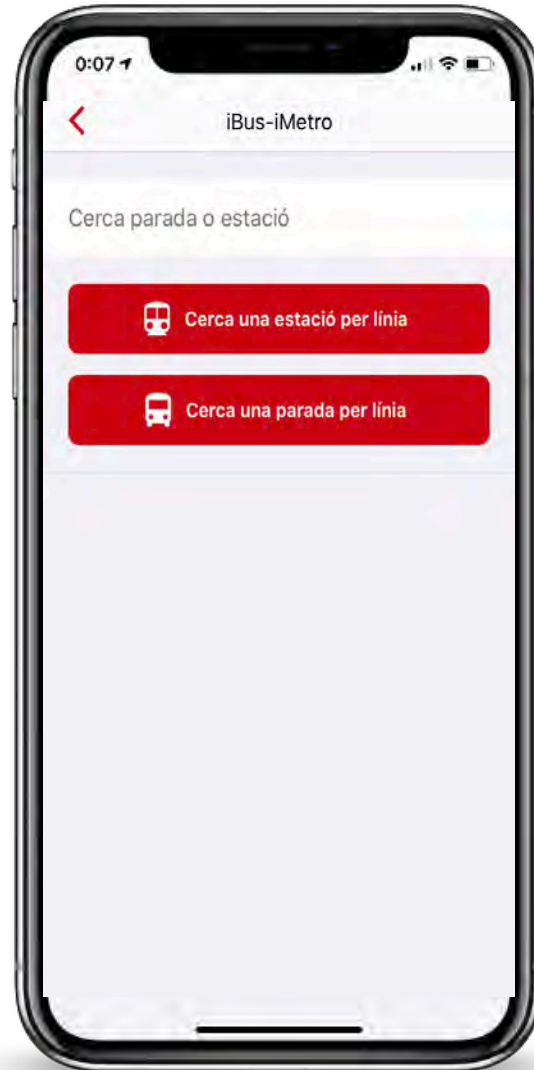 0:07
iBus-iMetro
Cerca parada o estació
Cerca una estació per línia
Cerca una parada per línia